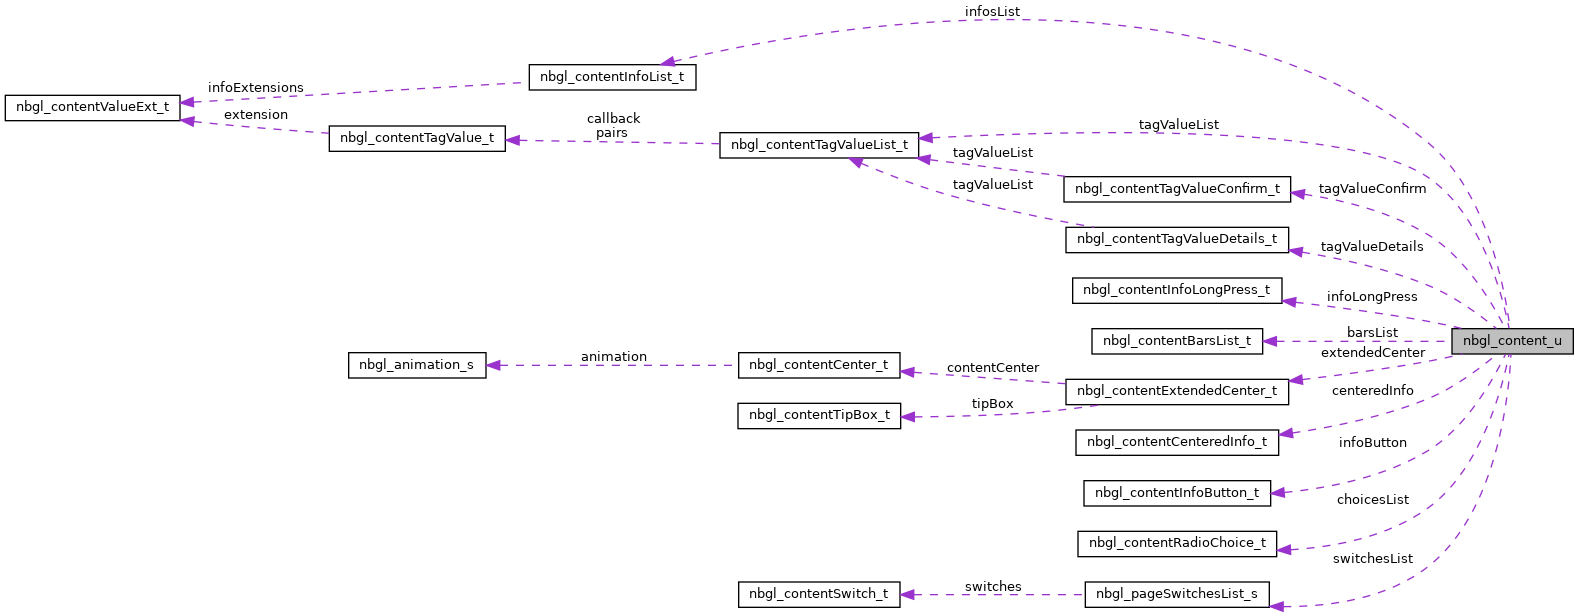 infosList
nbgl_contentInfoList_t
infoExtensions
nbgl_contentValueExt_t
extension
callback
pairs
tagValueList
nbgl_contentTagValue_t
nbgl_contentTagValueList_t
tagValueList
tagValueList
nbgl_contentTagValueConfirm_t
tagValueConfirm
nbgl_contentTagValueDetails_t
tagValueDetails
nbgl_contentInfoLongPress_t
infoLongPress
nbgl_contentBarsList_t
barsList
nbgl_content_u
extendedCenter
nbgl_animation_s
animation
nbgl_contentCenter_t
contentCenter
nbgl_contentExtendedCenter_t
centeredInfo
tipBox
nbgl_contentTipBox_t
nbgl_contentCenteredInfo_t
infoButton
nbgl_contentInfoButton_t
choicesList
nbgl_contentRadioChoice_t
switchesList
nbgl_contentSwitch_t
switches
nbgl_pageSwitchesList_s